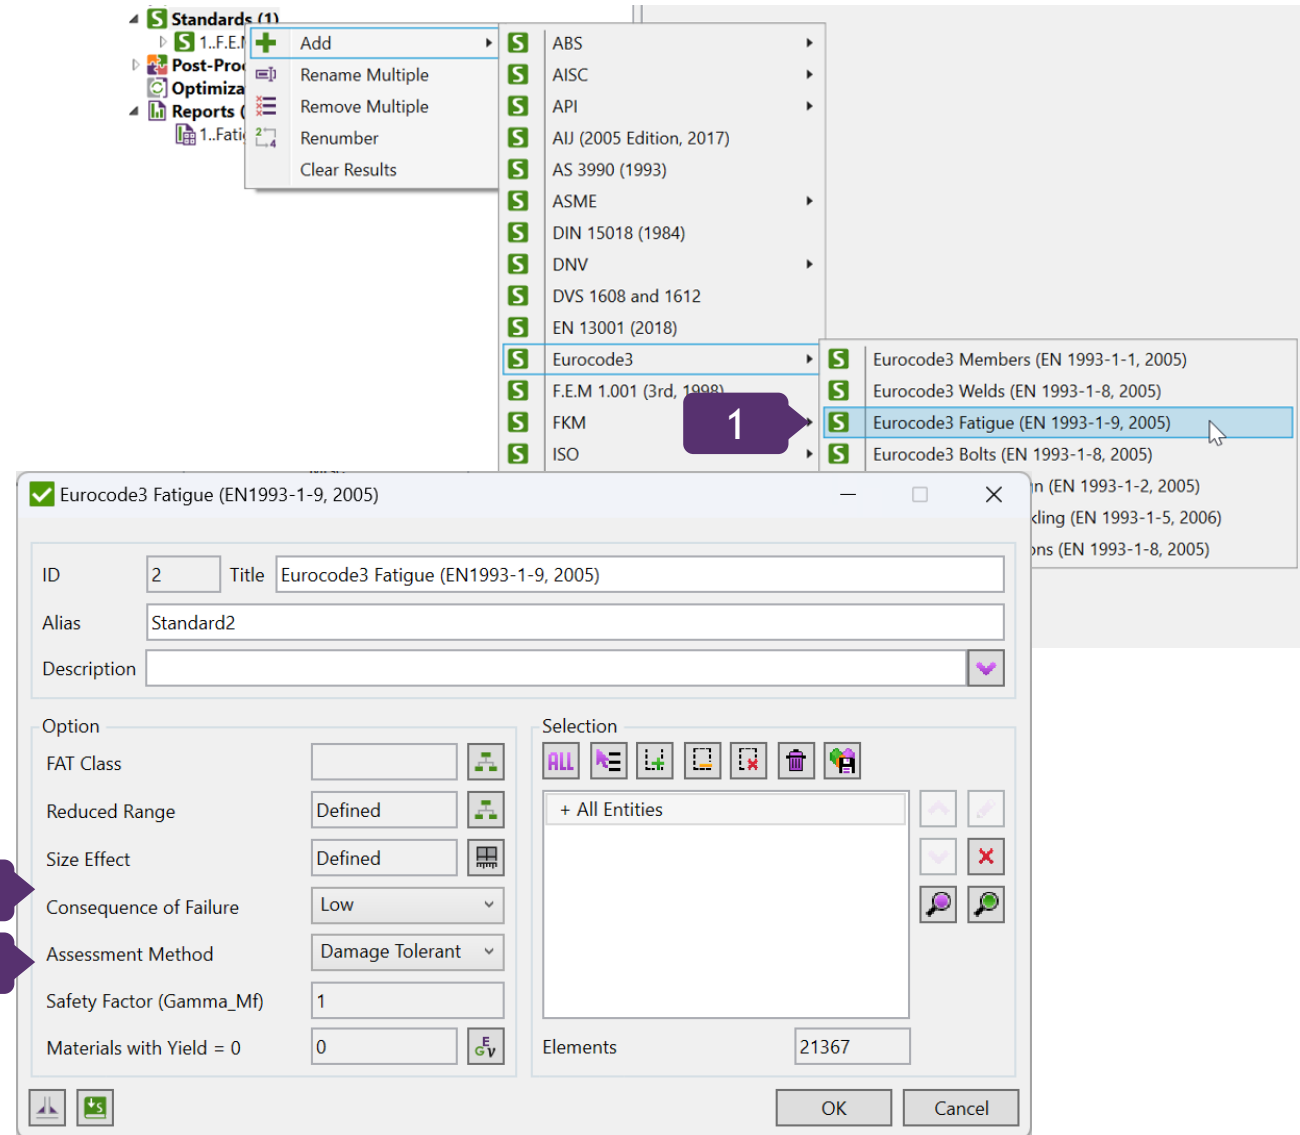 Standards (1)
1..F.E.
Post-Pro
Optimiza
Reports (
1..Fati
Add
Rename Multiple
Remove Multiple
Renumber
Clear Results
ABS
AISC
API
AIJ (2005 Edition, 2017)
AS 3990 (1993)
ASME
DIN 15018 (1984)
DNV
DVS 1608 and 1612
EN 13001 (2018)
Eurocode3
F.E.M 1.001 (3rd, 1998)
FKM
ISO
1
Eurocode3 Members (EN 1993-1-1, 2005)
Eurocode3 Welds (EN 1993-1-8, 2005)
Eurocode3 Fatigue (EN 1993-1-9, 2005)
Eurocode3 Bolts (EN 1993-1-8, 2005)
n (EN 1993-1-2, 2005)
kling (EN 1993-1-5, 2006)
ons (EN 1993-1-8, 2005)
Eurocode3 Fatigue (EN1993-1-9, 2005)
ID 2 Title Eurocode3 Fatigue (EN1993-1-9, 2005)
Alias Standard2
Description
Option
FAT Class
Reduced Range Defined
Size Effect Defined
Consequence of Failure Low
Assessment Method Damage Tolerant
Safety Factor (Gamma_Mf) 1
Materials with Yield = 0 0
Selection
ALL
+ All Entities
Elements 21367
OK Cancel